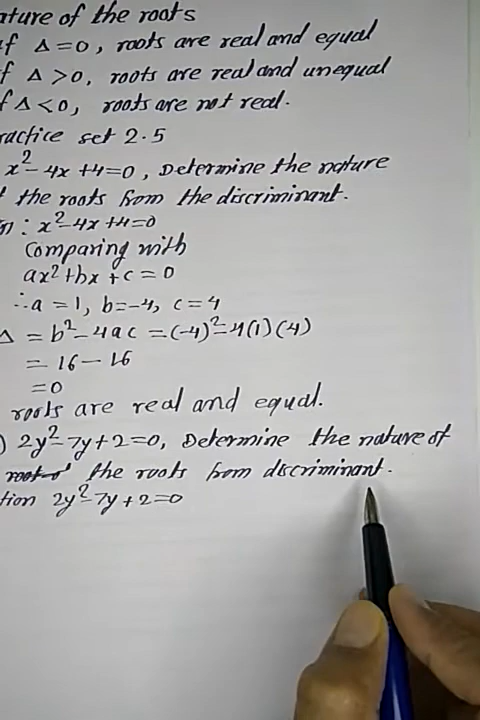 ature of the roots
If Δ = 0, roots are real and equal
If Δ > 0, roots are real and unequal
If Δ < 0, roots are not real.
ractice set 2.5
x² - 4x + 4 = 0, Determine the nature
the roots from the discriminant.
: x² - 4x + 4 = 0
Comparing with
ax² + bx + c = 0
∴ a = 1, b = -4, c = 4
Δ = b² - 4ac = (-4)² - 4(1)(4)
= 16 - 16
= 0
roots are real and equal.
) 2y² - 7y + 2 = 0, Determine the nature of
the roots from discriminant.
tion 2y² - 7y + 2 = 0